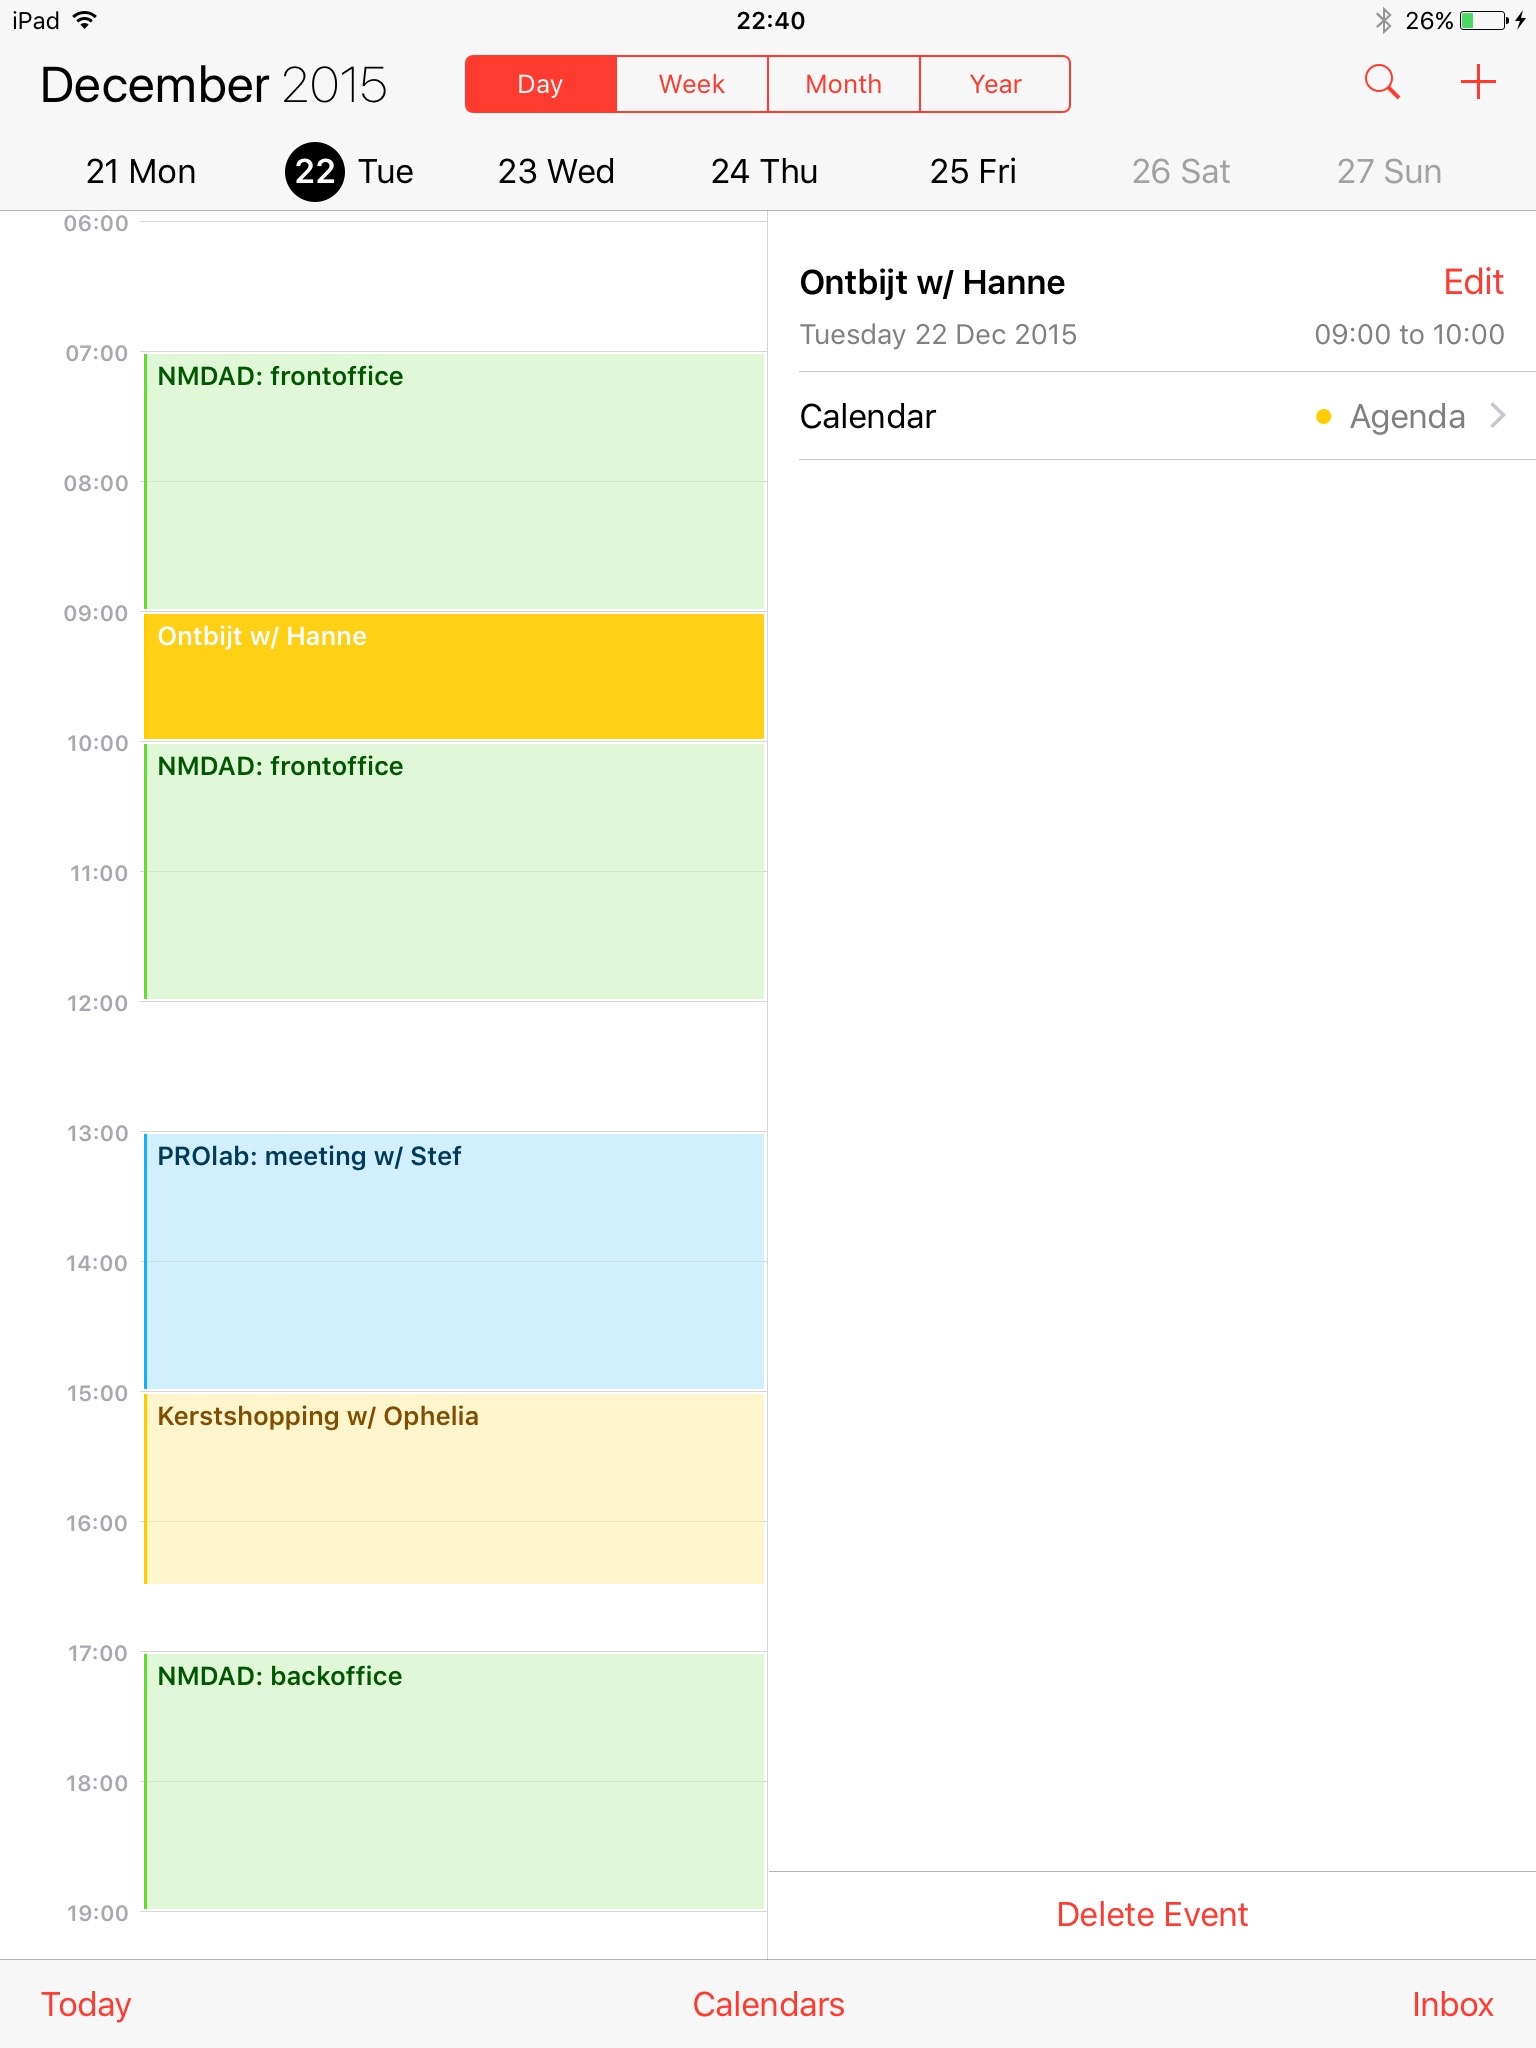 iPad 22:40 26%
December 2015 Day Week Month Year
21 Mon 22 Tue 23 Wed 24 Thu 25 Fri 26 Sat 27 Sun
06:00
07:00
NMDAD: frontoffice
08:00
09:00
Ontbijt w/ Hanne
10:00
NMDAD: frontoffice
11:00
12:00
13:00
PROlab: meeting w/ Stef
14:00
15:00
Kerstshopping w/ Ophelia
16:00
17:00
NMDAD: backoffice
18:00
19:00
Ontbijt w/ Hanne Edit
Tuesday 22 Dec 2015 09:00 to 10:00
Calendar Agenda
Delete Event
Today Calendars Inbox